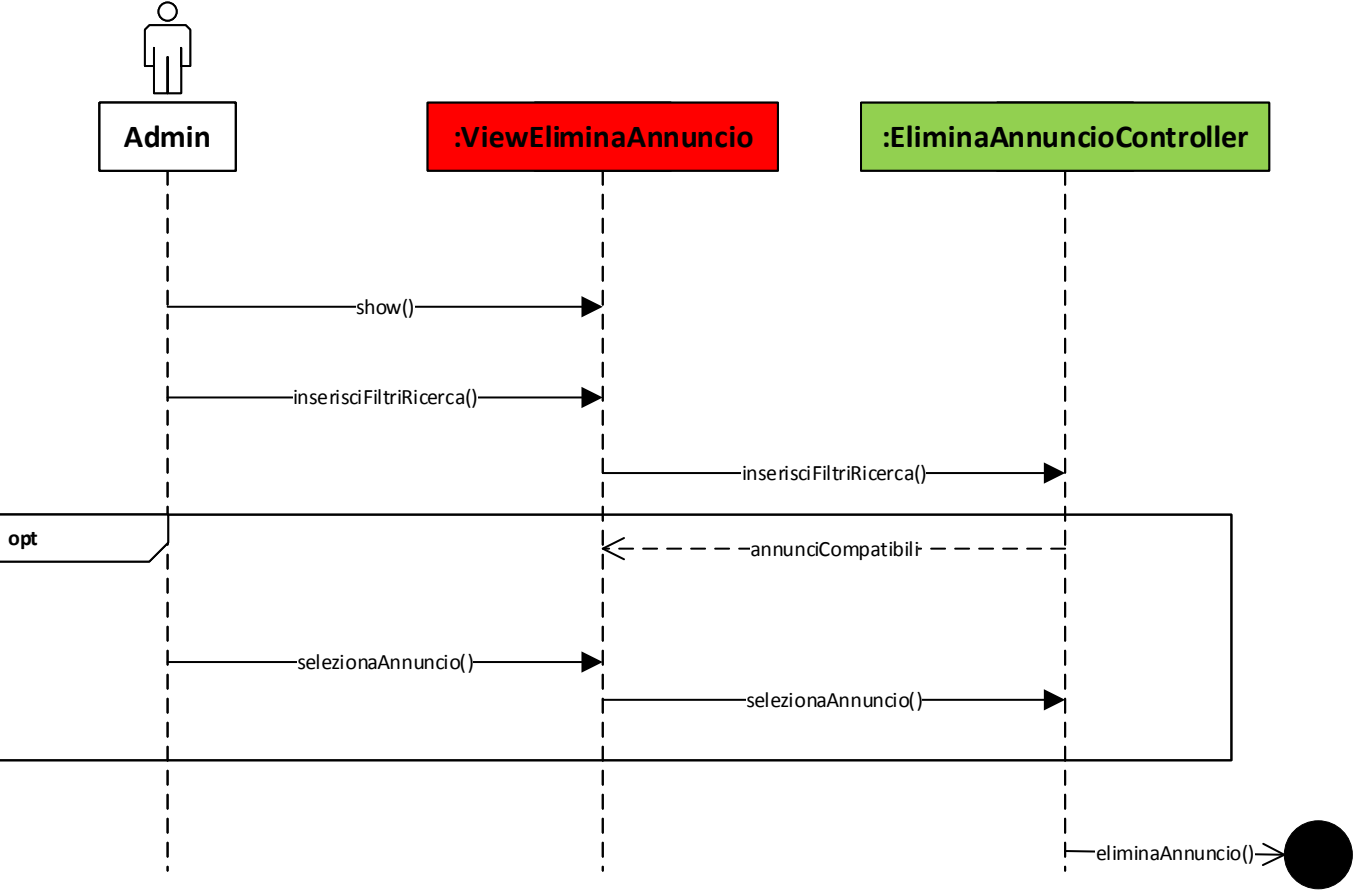 Admin
:ViewEliminaAnnuncio
:EliminaAnnuncioController
show()
inserisciFiltriRicerca()
inserisciFiltriRicerca()
opt
annunciCompatibili
selezionaAnnuncio()
selezionaAnnuncio()
eliminaAnnuncio()